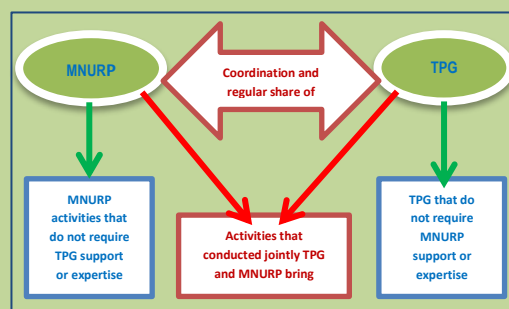 MNURP
Coordination and
regular share of
TPG
MNURP
activities that
do not require
TPG support
or expertise
Activities that
conducted jointly TPG
and MNURP bring
TPG that do
not require
MNURP
support or
expertise